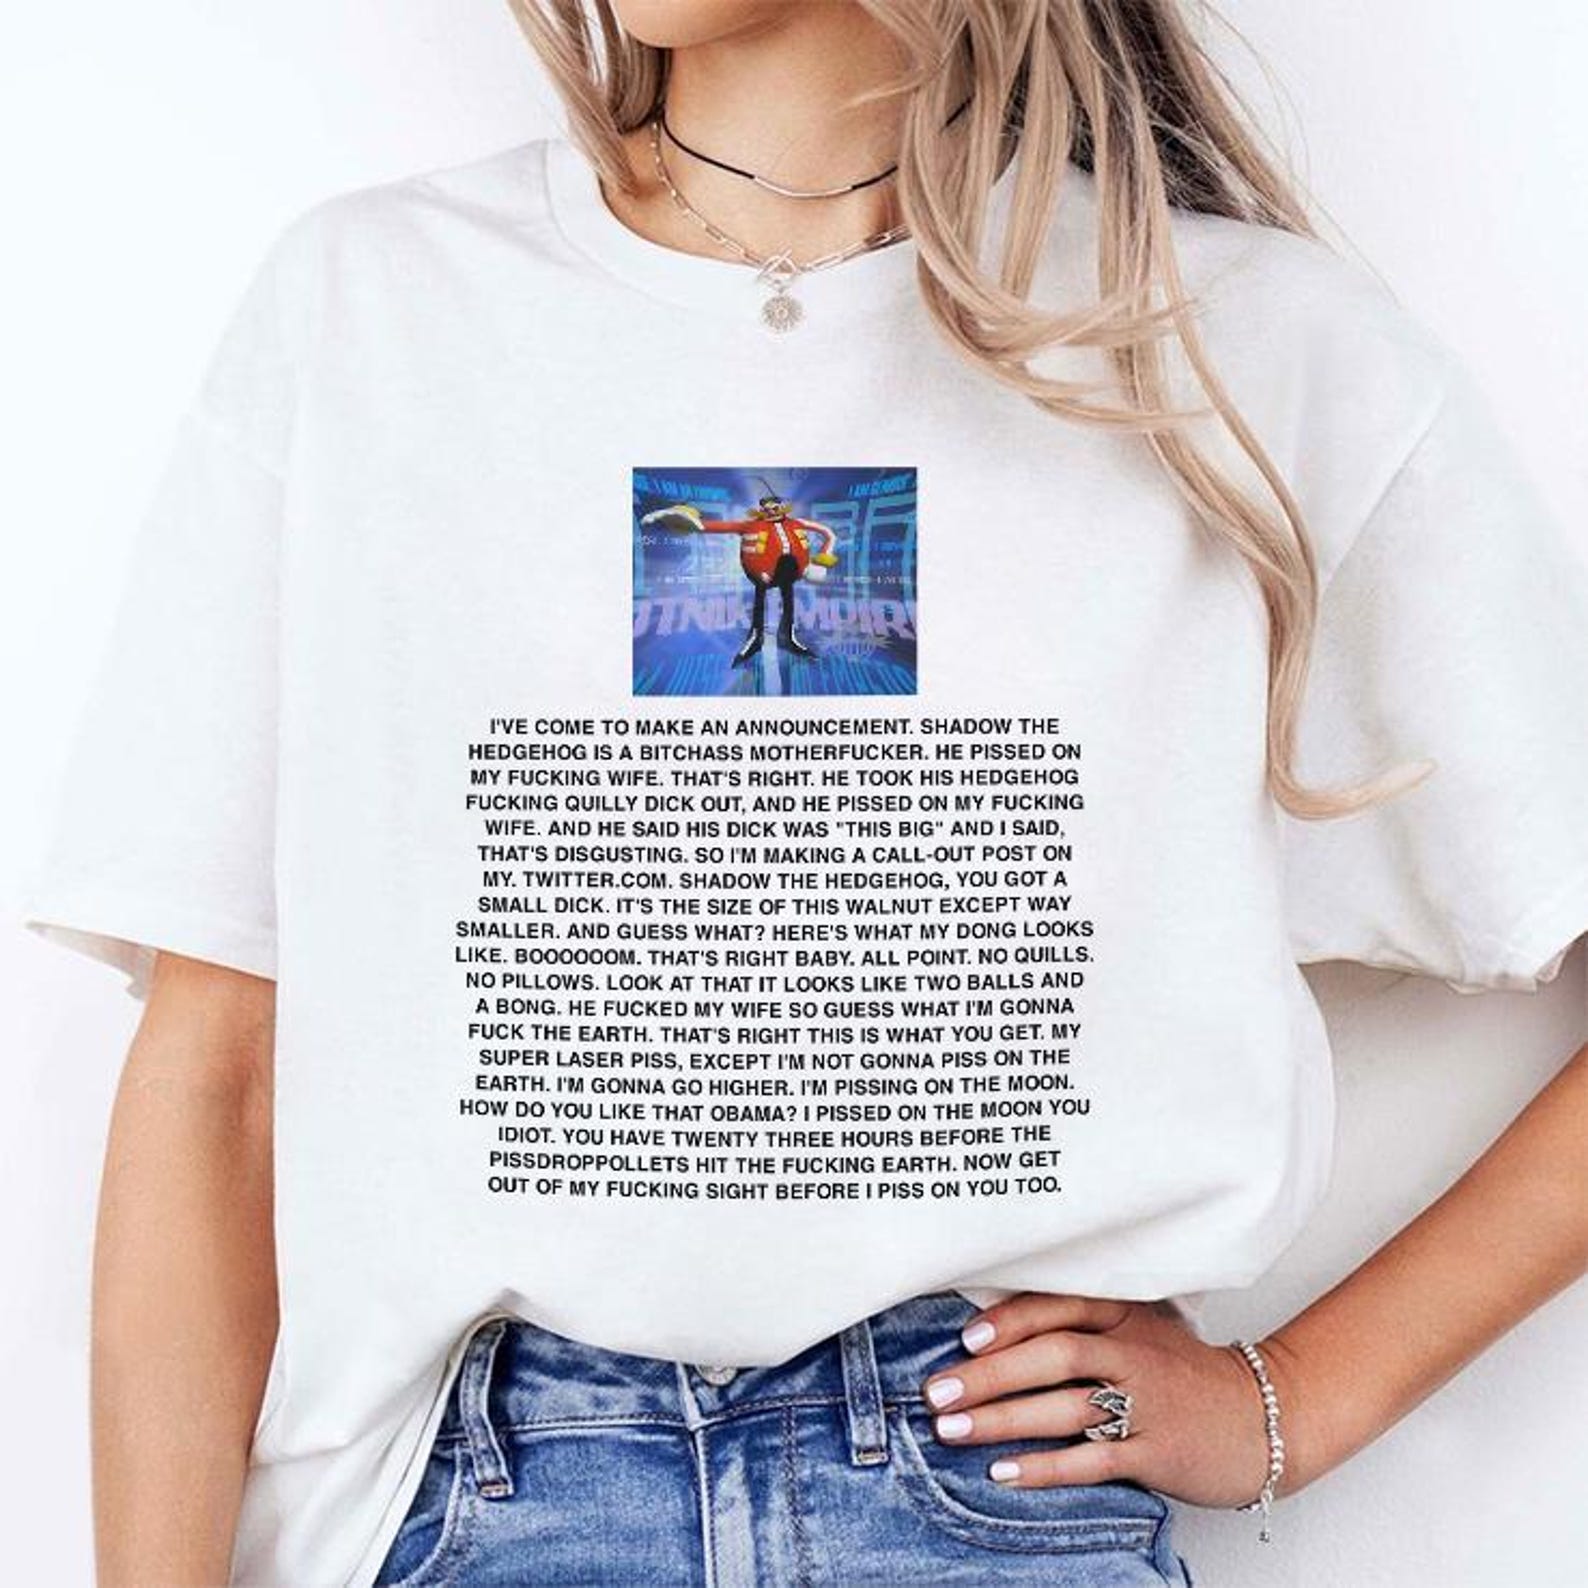 I AM
I AM
I'VE COME TO MAKE AN ANNOUNCEMENT. SHADOW THE
HEDGEHOG IS A BITCHASS MOTHERFUCKER. HE PISSED ON
MY FUCKING WIFE. THAT'S RIGHT. HE TOOK HIS HEDGEHOG
FUCKING QUILLY DICK OUT, AND HE PISSED ON MY FUCKING
WIFE. AND HE SAID HIS DICK WAS "THIS BIG" AND I SAID,
THAT'S DISGUSTING. SO I'M MAKING A CALL-OUT POST ON
MY. TWITTER.COM. SHADOW THE HEDGEHOG, YOU GOT A
SMALL DICK. IT'S THE SIZE OF THIS WALNUT EXCEPT WAY
SMALLER. AND GUESS WHAT? HERE'S WHAT MY DONG LOOKS
LIKE. BOOOOOOM. THAT'S RIGHT BABY. ALL POINT. NO QUILLS.
NO PILLOWS. LOOK AT THAT IT LOOKS LIKE TWO BALLS AND
A BONG. HE FUCKED MY WIFE SO GUESS WHAT I'M GONNA
FUCK THE EARTH. THAT'S RIGHT THIS IS WHAT YOU GET. MY
SUPER LASER PISS, EXCEPT I'M NOT GONNA PISS ON THE
EARTH. I'M GONNA GO HIGHER. I'M PISSING ON THE MOON.
HOW DO YOU LIKE THAT OBAMA? I PISSED ON THE MOON YOU
IDIOT. YOU HAVE TWENTY THREE HOURS BEFORE THE
PISSDROPPOLLETS HIT THE FUCKING EARTH. NOW GET
OUT OF MY FUCKING SIGHT BEFORE I PISS ON YOU TOO.